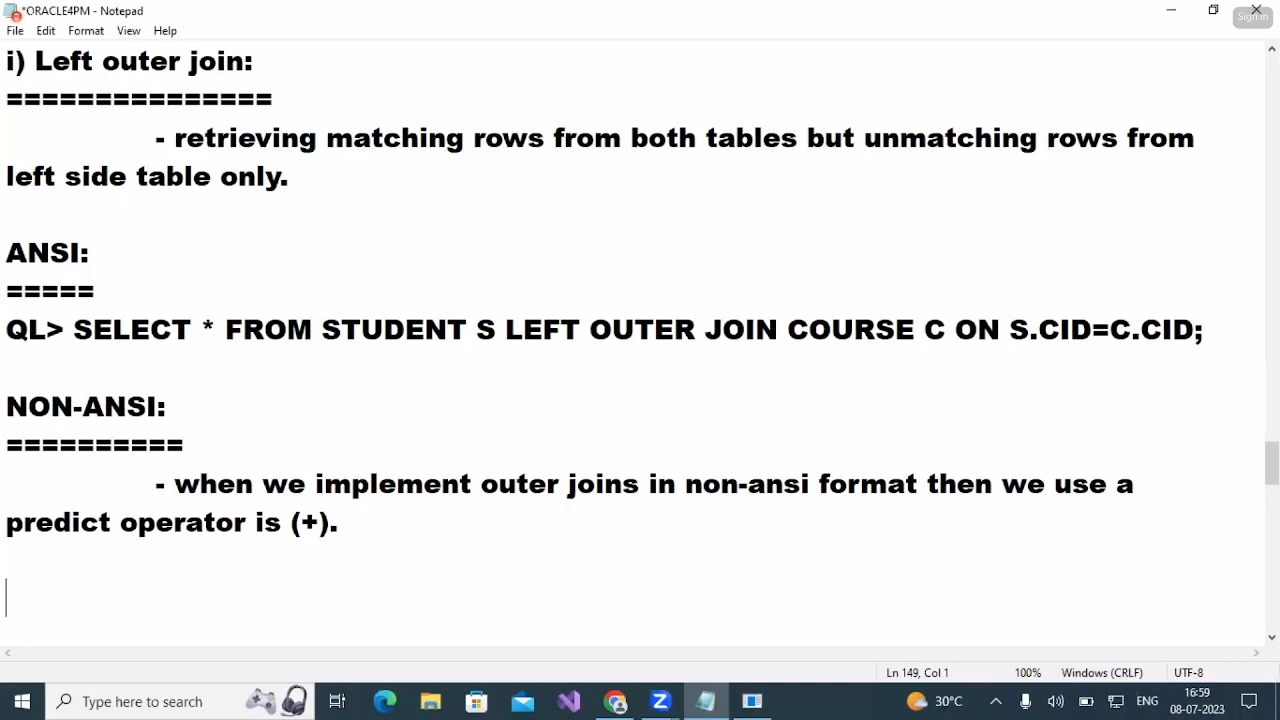 *ORACLE4PM - Notepad
Sign in
File Edit Format View Help
i) Left outer join:
===============
- retrieving matching rows from both tables but unmatching rows from
left side table only.
ANSI:
=====
QL> SELECT * FROM STUDENT S LEFT OUTER JOIN COURSE C ON S.CID=C.CID;
NON-ANSI:
==========
- when we implement outer joins in non-ansi format then we use a
predict operator is (+).
Ln 149, Col 1 100% Windows (CRLF) UTF-8
Type here to search 30°C ENG 16:59
08-07-2023